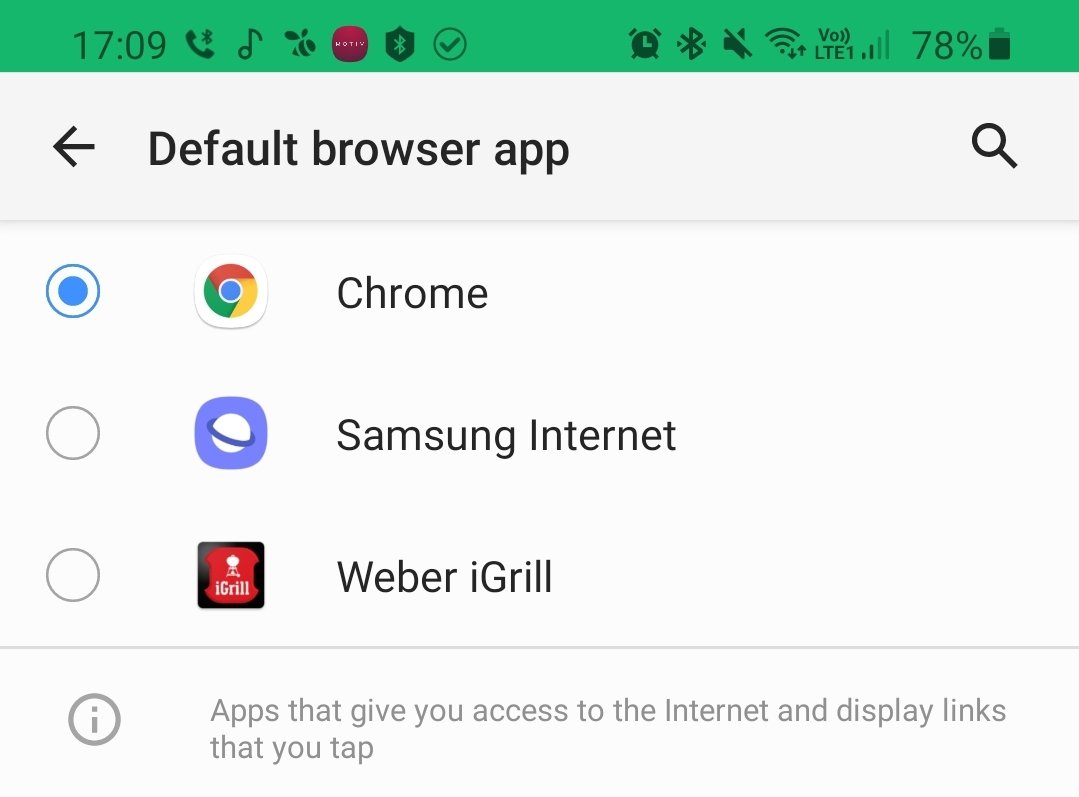 17:09 MOTIV Vo)) LTE1 78%
Default browser app
Chrome
Samsung Internet
iGrill Weber iGrill
Apps that give you access to the Internet and display links
that you tap